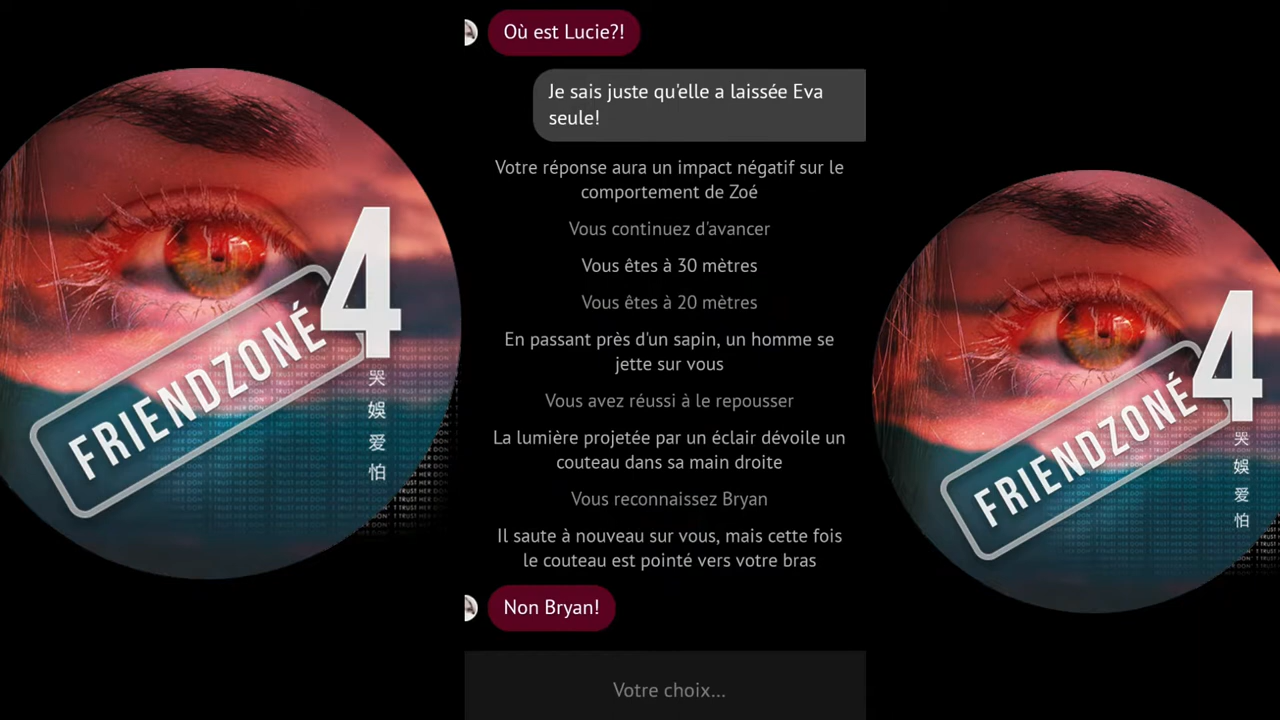 Où est Lucie?!
Je sais juste qu'elle a laissée Eva
seule!
Votre réponse aura un impact négatif sur le
comportement de Zoé
Vous continuez d'avancer
Vous êtes à 30 mètres
Vous êtes à 20 mètres
En passant près d'un sapin, un homme se
jette sur vous
Vous avez réussi à le repousser
La lumière projetée par un éclair dévoile un
couteau dans sa main droite
Vous reconnaissez Bryan
Il saute à nouveau sur vous, mais cette fois
le couteau est pointé vers votre bras
Non Bryan!
Votre choix...
FRIENDZONÉ
4
哭
娯
爱
怕
FRIENDZONÉ
4
哭
娯
爱
怕